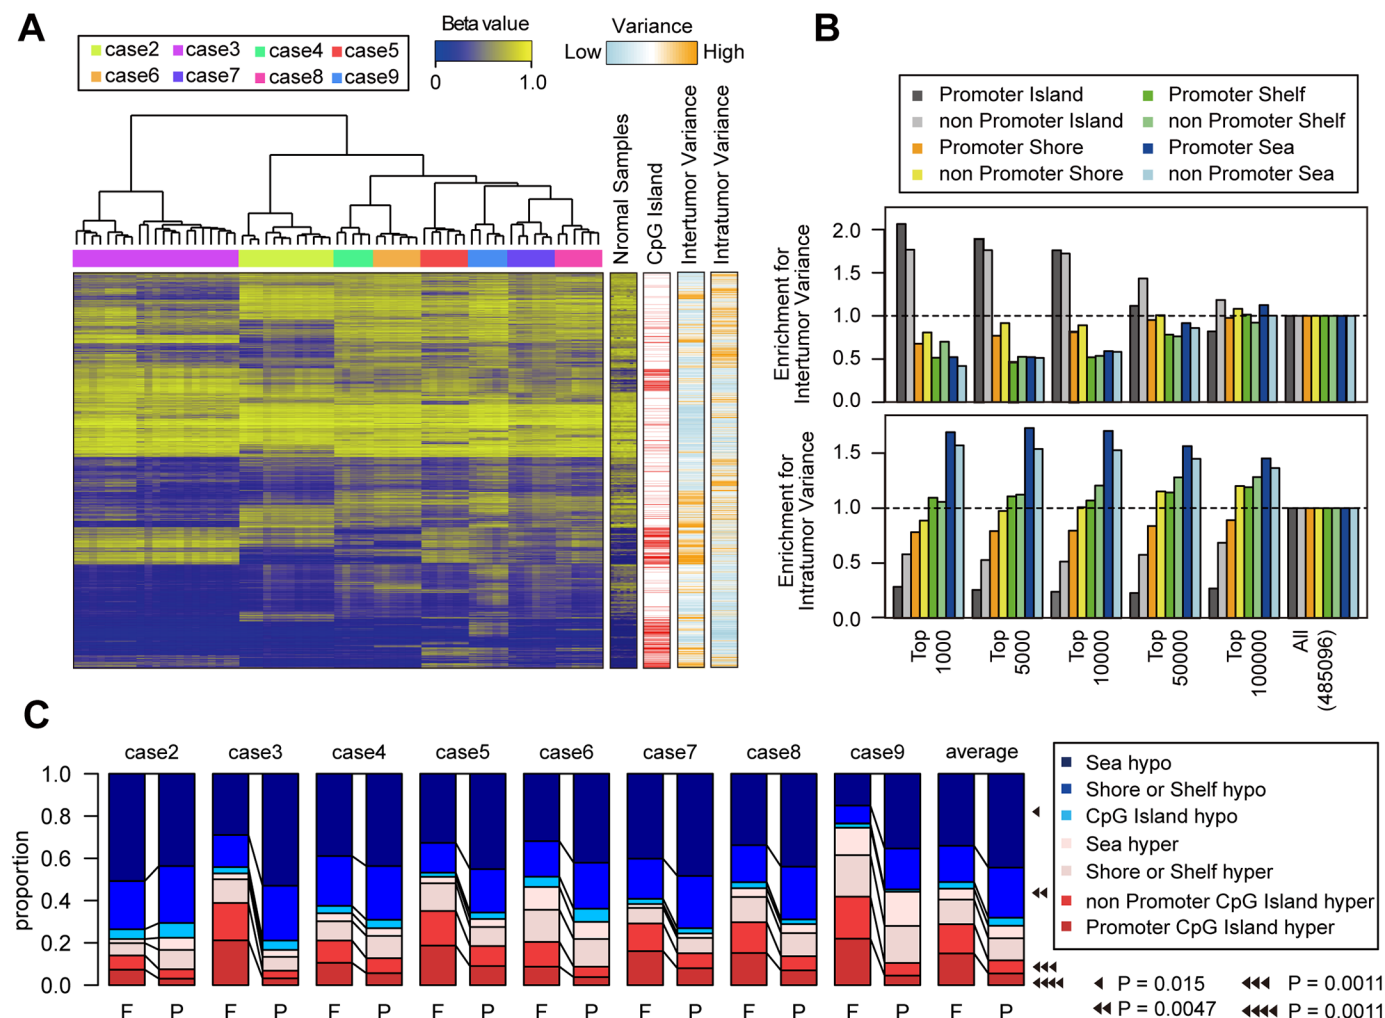 A
case2 case3 case4 case5
case6 case7 case8 case9
Beta value
0 1.0
Variance
Low High
Nromal Samples
CpG Island
Intertumor Variance
Intratumor Variance
B
Promoter Island
non Promoter Island
Promoter Shore
non Promoter Shore
Promoter Shelf
non Promoter Shelf
Promoter Sea
non Promoter Sea
Enrichment for
Intertumor Variance
2.0
1.5
1.0
0.5
0.0
Enrichment for
Intratumor Variance
1.5
1.0
0.5
0.0
Top
1000
Top
5000
Top
10000
Top
50000
Top
100000
All
(485096)
C
case2 case3 case4 case5 case6 case7 case8 case9 average
proportion
1.0
0.8
0.6
0.4
0.2
0.0
F P F P F P F P F P F P F P F P F P
Sea hypo
Shore or Shelf hypo
CpG Island hypo
Sea hyper
Shore or Shelf hyper
non Promoter CpG Island hyper
Promoter CpG Island hyper
P = 0.015 P = 0.0011
P = 0.0047 P = 0.0011